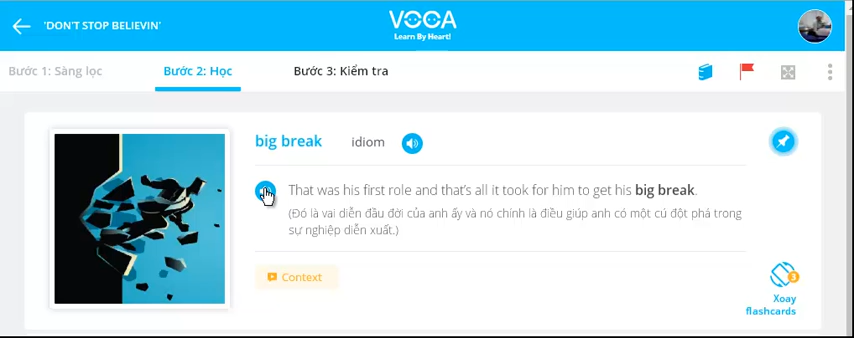 'DON'T STOP BELIEVIN'
VOCA
Learn By Heart!
Bước 1: Sàng lọc
Bước 2: Học
Bước 3: Kiểm tra
big break
idiom
That was his first role and that's all it took for him to get his big break.
(Đó là vai diễn đầu đời của anh ấy và nó chính là điều giúp anh có một cú đột phá trong
sự nghiệp diễn xuất.)
Context
3
Xoay
flashcards